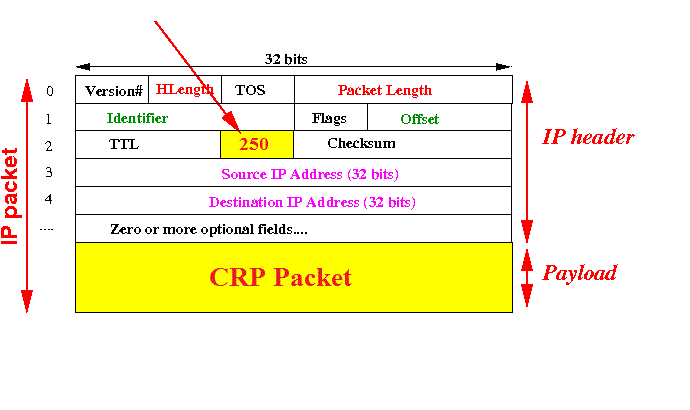 32 bits
0 Version# HLength TOS Packet Length
1 Identifier Flags Offset
2 TTL 250 Checksum
3 Source IP Address (32 bits)
4 Destination IP Address (32 bits)
.... Zero or more optional fields....
CRP Packet
IP packet
IP header
Payload